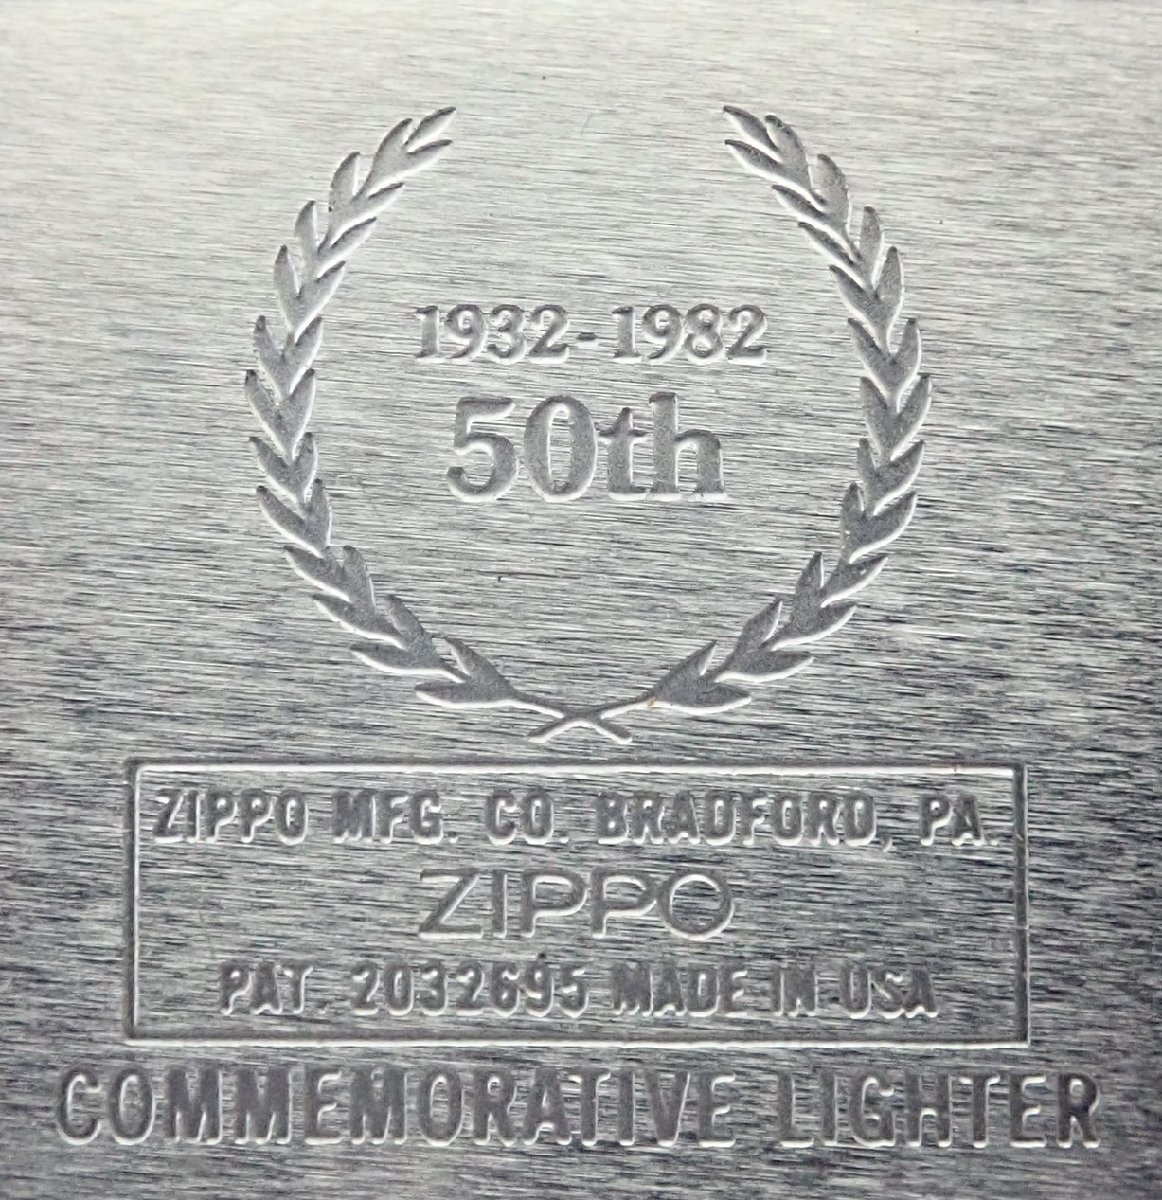 1932-1982
50th
ZIPPO MFG. CO. BRADFORD, PA.
ZIPPO
PAT. 2032695 MADE IN USA
COMMEMORATIVE LIGHTER